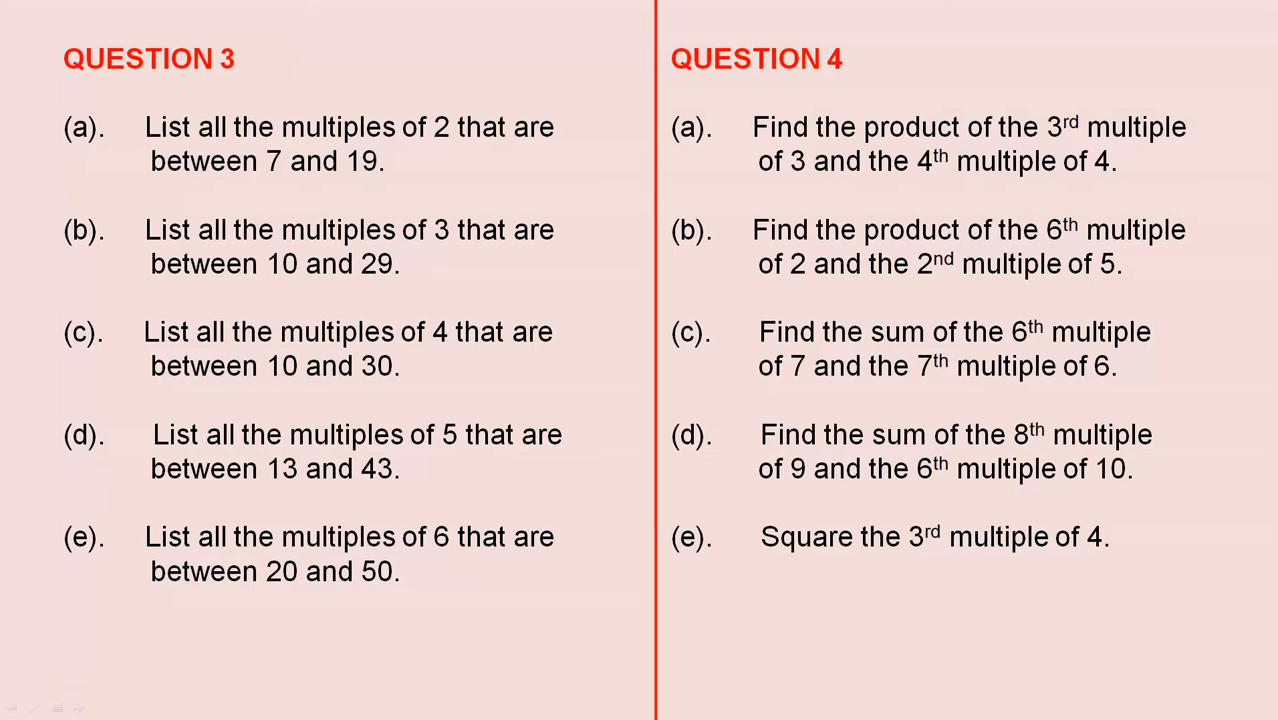 QUESTION 3
(a). List all the multiples of 2 that are
between 7 and 19.
(b). List all the multiples of 3 that are
between 10 and 29.
(c). List all the multiples of 4 that are
between 10 and 30.
(d). List all the multiples of 5 that are
between 13 and 43.
(e). List all the multiples of 6 that are
between 20 and 50.
QUESTION 4
(a). Find the product of the 3rd multiple
of 3 and the 4th multiple of 4.
(b). Find the product of the 6th multiple
of 2 and the 2nd multiple of 5.
(c). Find the sum of the 6th multiple
of 7 and the 7th multiple of 6.
(d). Find the sum of the 8th multiple
of 9 and the 6th multiple of 10.
(e). Square the 3rd multiple of 4.